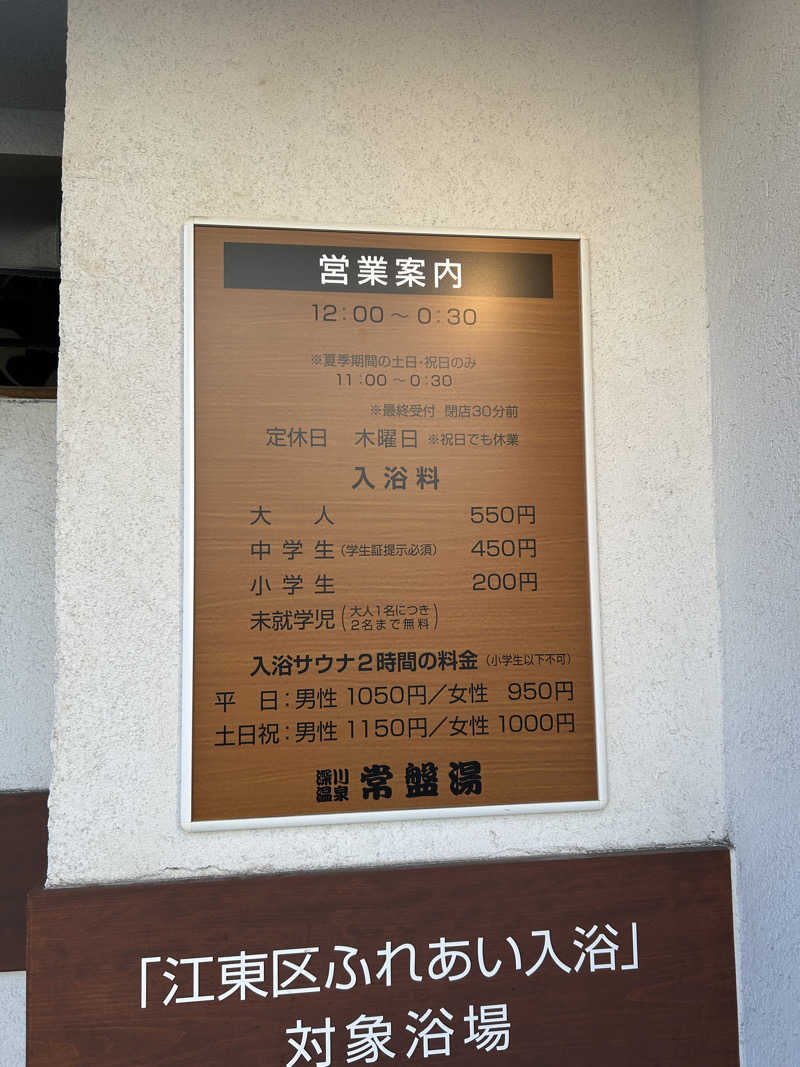 営業案内
12:00～0:30
※夏季期間の土日・祝日のみ
11:00～0:30
※最終受付 閉店30分前
定休日 木曜日 ※祝日でも休業
入浴料
大人 550円
中学生(学生証提示必須) 450円
小学生 200円
未就学児(大人1名につき
2名まで無料)
入浴サウナ2時間の料金(小学生以下不可)
平日:男性 1050円/女性 950円
土日祝:男性 1150円/女性 1000円
深川温泉 常盤湯
「江東区ふれあい入浴」
対象浴場